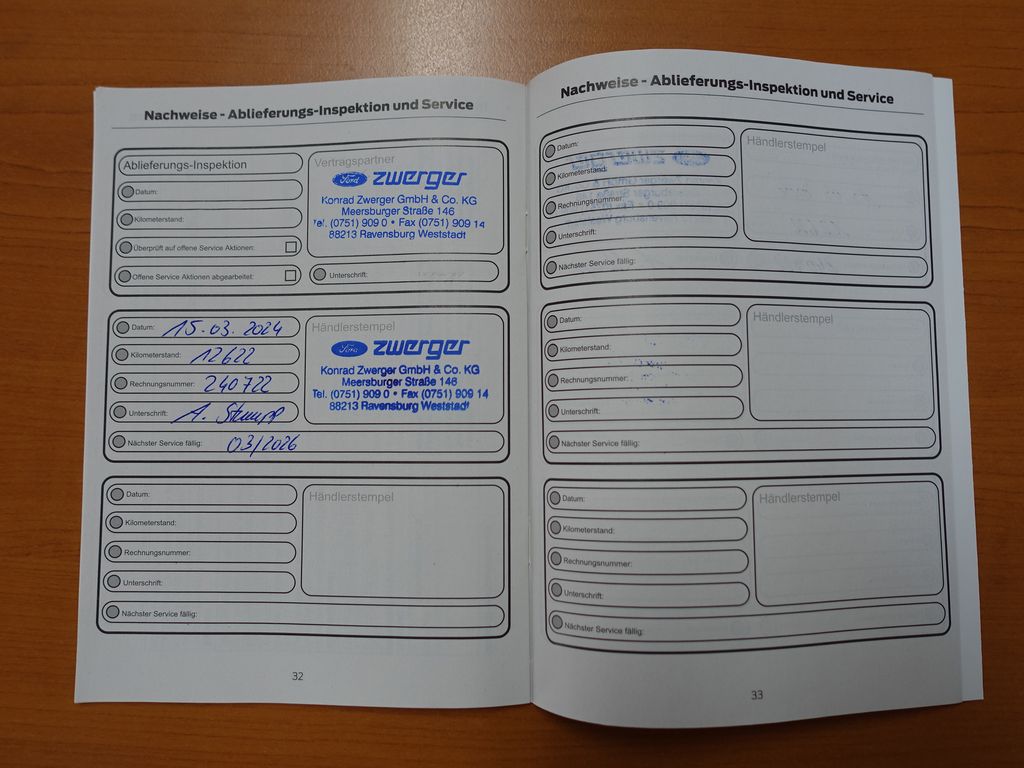 Nachweise - Ablieferungs-Inspektion und Service
Ablieferungs-Inspektion
Datum:
Kilometerstand:
Überprüft auf offene Service Aktionen:
Offene Service Aktionen abgearbeitet:
Vertragspartner
Ford zwerger
Konrad Zwerger GmbH & Co. KG
Meersburger Straße 146
Tel. (0751) 909 0 • Fax (0751) 909 14
88213 Ravensburg Weststadt
Unterschrift:
Datum: 15.03.2024
Kilometerstand: 12622
Rechnungsnummer: 240722
Unterschrift: A. Stumpp
Nächster Service fällig: 03/2026
Händlerstempel
Ford zwerger
Konrad Zwerger GmbH & Co. KG
Meersburger Straße 146
Tel. (0751) 909 0 • Fax (0751) 909 14
88213 Ravensburg Weststadt
Datum:
Kilometerstand:
Rechnungsnummer:
Unterschrift:
Nächster Service fällig:
Händlerstempel
32
Nachweise - Ablieferungs-Inspektion und Service
Datum:
Kilometerstand:
Rechnungsnummer:
Unterschrift:
Nächster Service fällig:
Händlerstempel
Datum:
Kilometerstand:
Rechnungsnummer:
Unterschrift:
Nächster Service fällig:
Händlerstempel
Datum:
Kilometerstand:
Rechnungsnummer:
Unterschrift:
Nächster Service fällig:
Händlerstempel
33